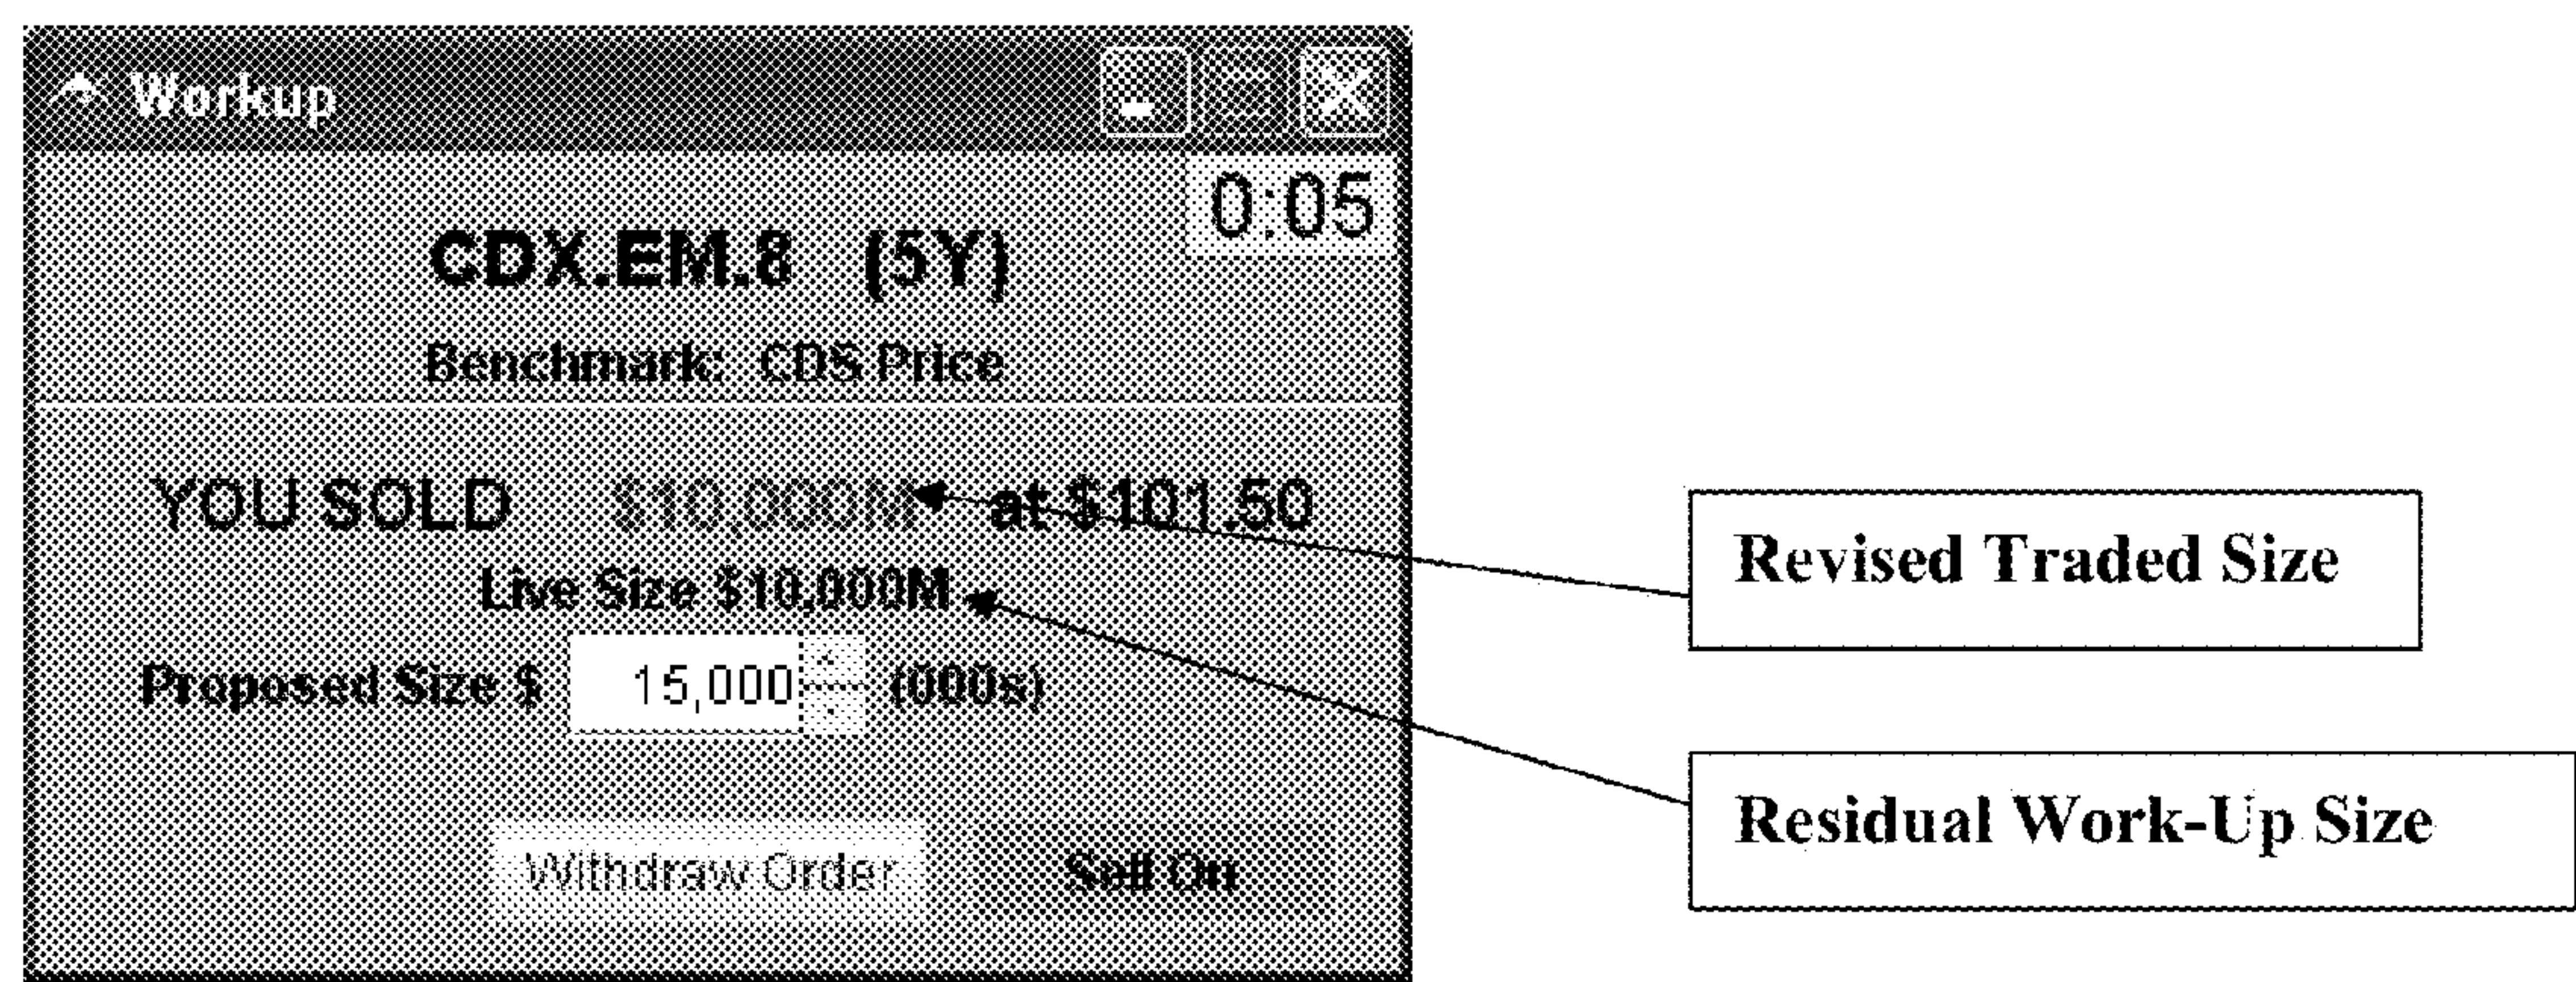 Workup
0:05
CDX.EM.8 (5Y)
Benchmark: CDS Price
YOU SOLD $10,000M at $101.50
Live Size $10,000M
Proposed Size $ 15,000 (000s)
Withdraw Order Sell On
Revised Traded Size
Residual Work-Up Size